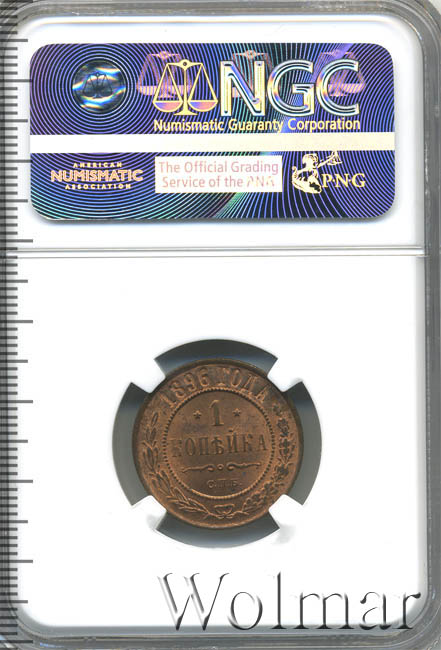 NGC
Numismatic Guaranty Corporation
AMERICAN
NUMISMATIC
ASSOCIATION
The Official Grading
Service of the ANA
PNG
1896 ГОДА
1
КОПѢЙКА
С.П.Б.
Wolmar